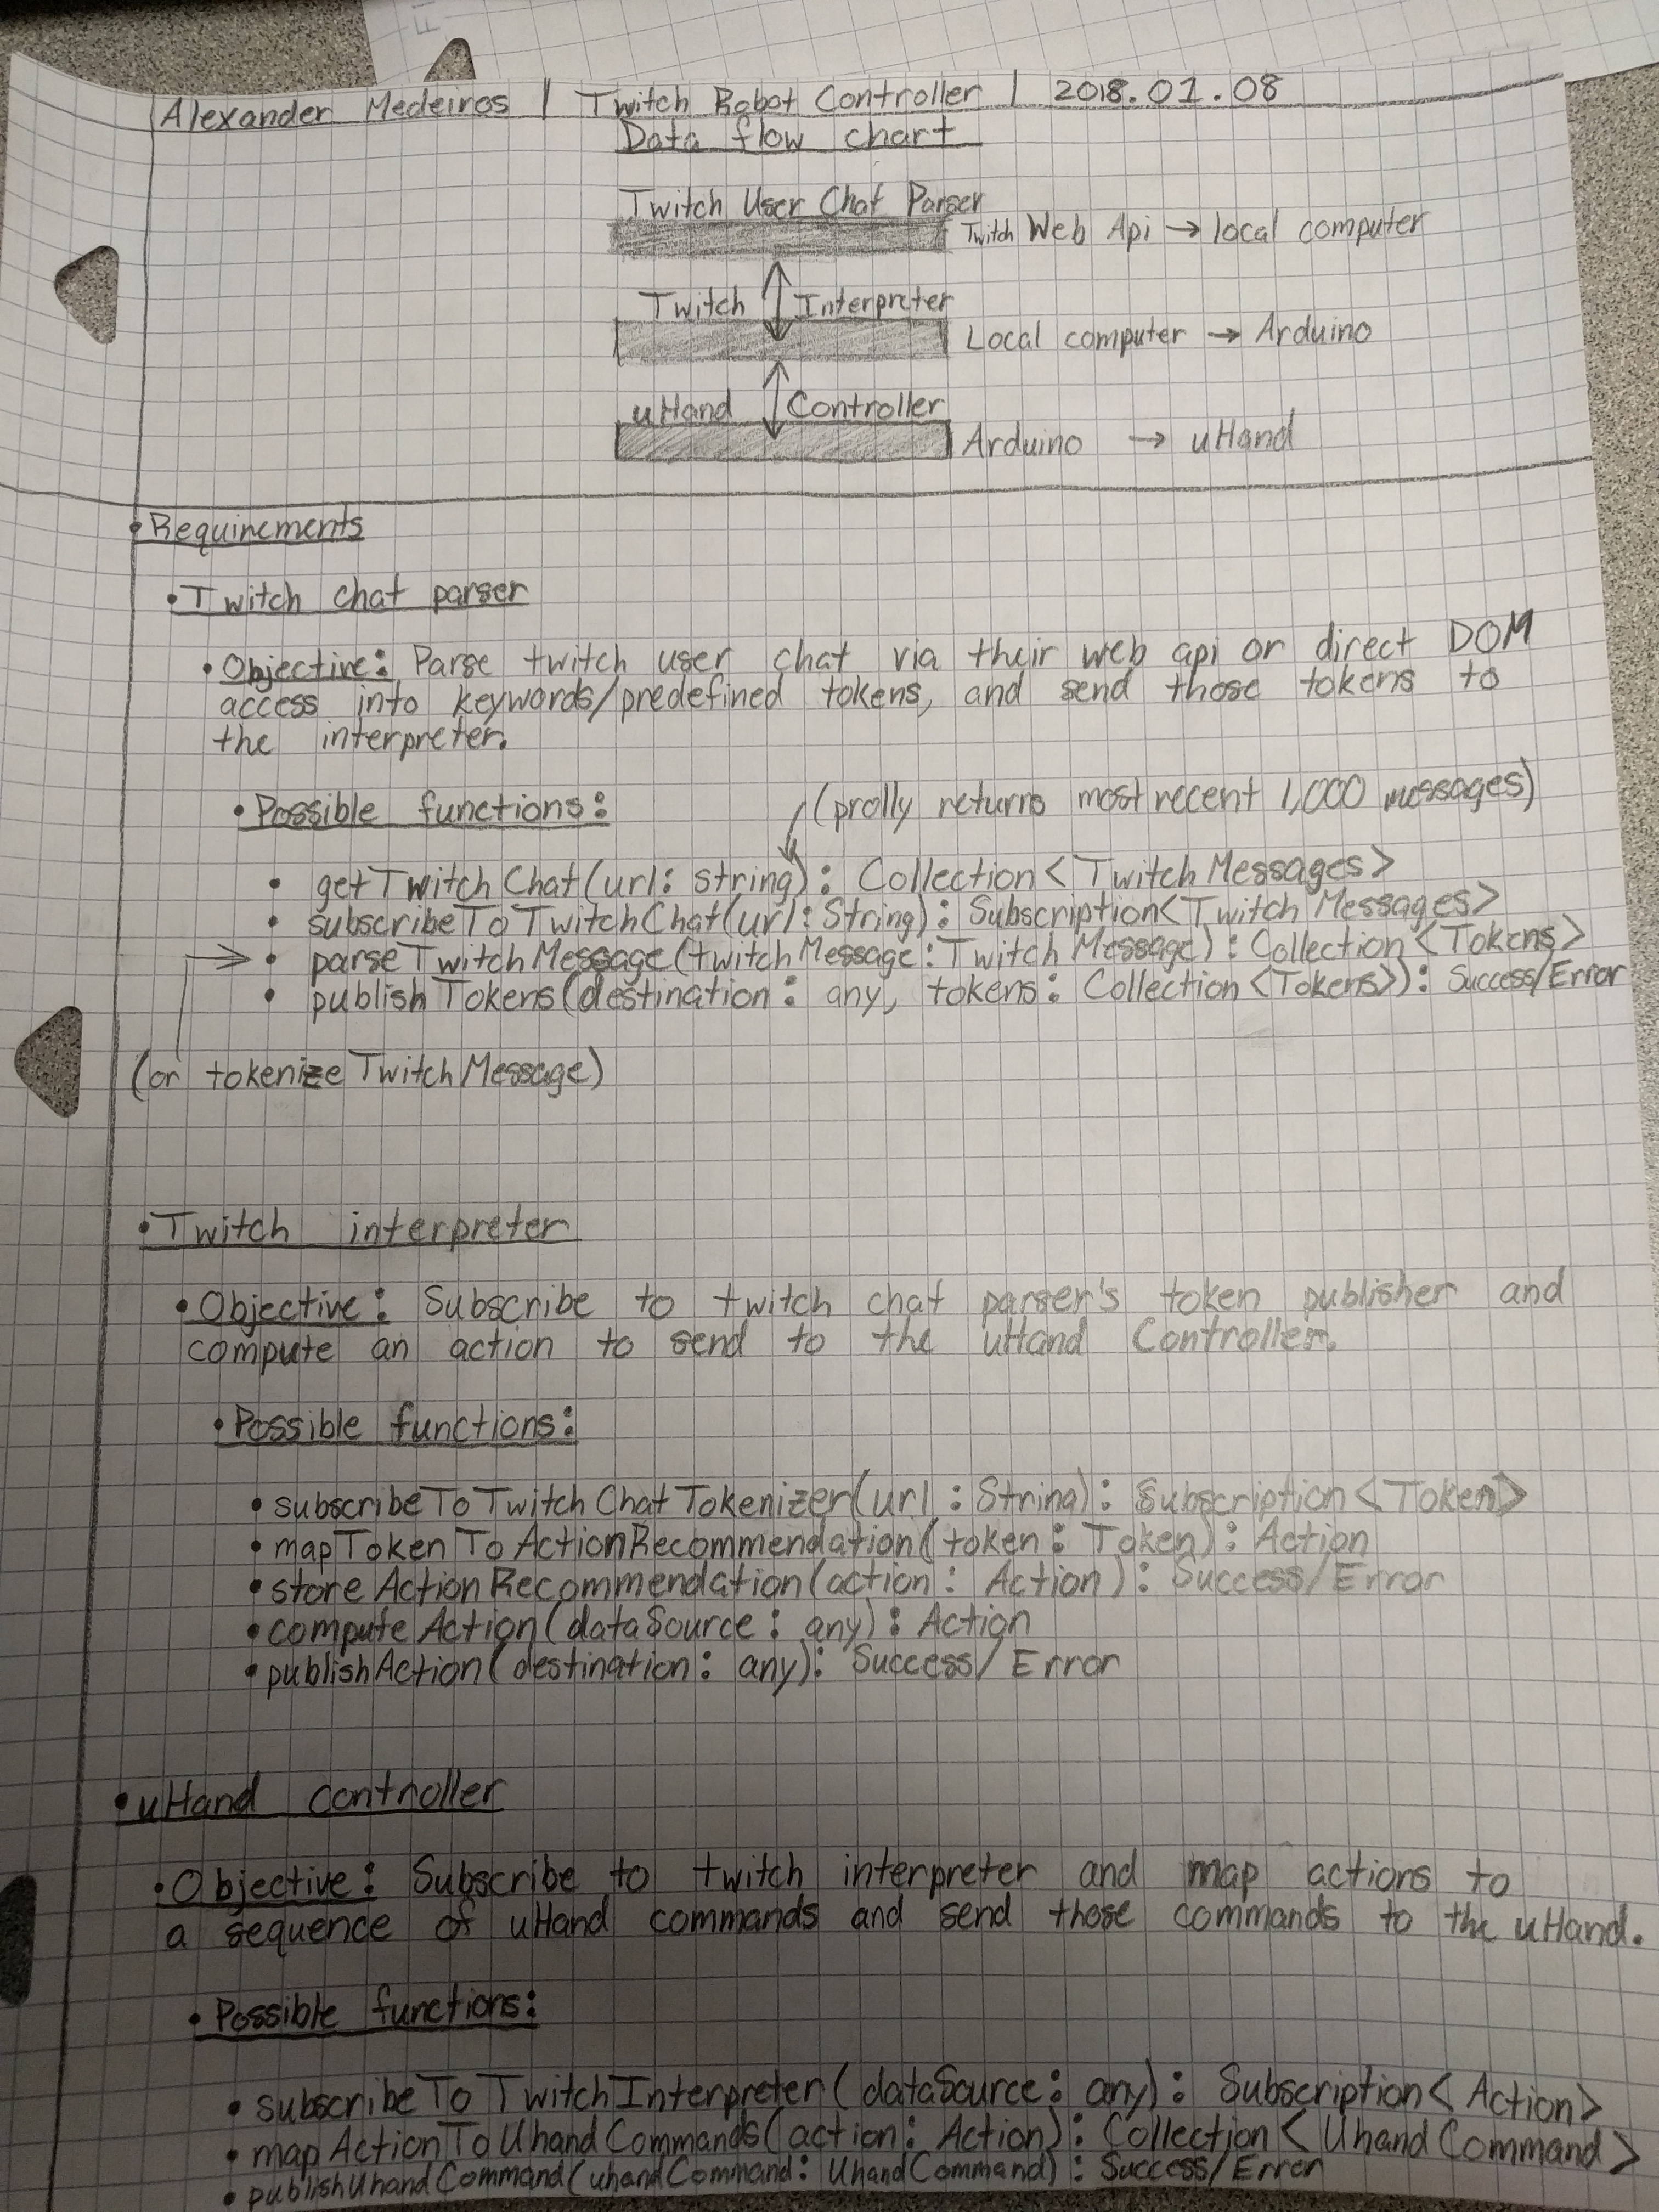 Alexander Medeiros | Twitch Robot Controller | 2018.01.08
Data flow chart
Twitch User Chat Parser
Twitch Web Api → local computer
Twitch Interpreter
Local computer → Arduino
uHand Controller
Arduino → uHand
• Requirements
• Twitch chat parser
• Objective: Parse twitch user chat via their web api or direct DOM
access into keywords/predefined tokens, and send those tokens to
the interpreter.
• Possible functions:
(prolly returns most recent 1,000 messages)
• getTwitchChat(url: string): Collection<TwitchMessages>
• subscribeToTwitchChat(url: String): Subscription<TwitchMessages>
• parseTwitchMessage(twitchMessage: TwitchMessage): Collection<Tokens>
• publishTokens(destination: any, tokens: Collection<Tokens>): Success/Error
(or tokenizeTwitchMessage)
• Twitch interpreter
• Objective: Subscribe to twitch chat parser's token publisher and
compute an action to send to the uHand Controller.
• Possible functions:
• subscribeToTwitchChatTokenizer(url: String): Subscription<Token>
• mapTokenToActionRecommendation(token: Token): Action
• storeActionRecommendation(action: Action): Success/Error
• computeAction(dataSource: any): Action
• publishAction(destination: any): Success/Error
• uHand controller
• Objective: Subscribe to twitch interpreter and map actions to
a sequence of uHand commands and send those commands to the uHand.
• Possible functions:
• subscribeToTwitchInterpreter(dataSource: any): Subscription<Action>
• mapActionToUhandCommands(action: Action): Collection<UhandCommand>
• publishUhandCommand(uhandCommand: UhandCommand): Success/Error